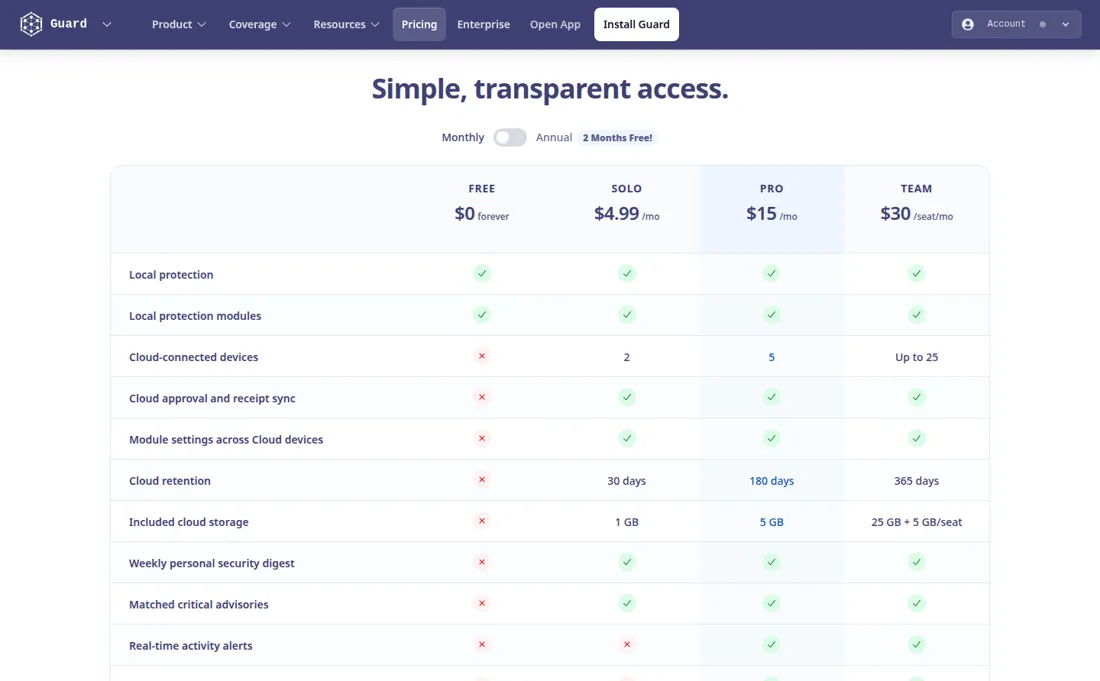 Guard Product Coverage Resources Pricing Enterprise Open App Install Guard Account
Simple, transparent access.
Monthly Annual 2 Months Free!
FREE SOLO PRO TEAM
$0 forever $4.99 /mo $15 /mo $30 /seat/mo
Local protection
Local protection modules
Cloud-connected devices 2 5 Up to 25
Cloud approval and receipt sync
Module settings across Cloud devices
Cloud retention 30 days 180 days 365 days
Included cloud storage 1 GB 5 GB 25 GB + 5 GB/seat
Weekly personal security digest
Matched critical advisories
Real-time activity alerts